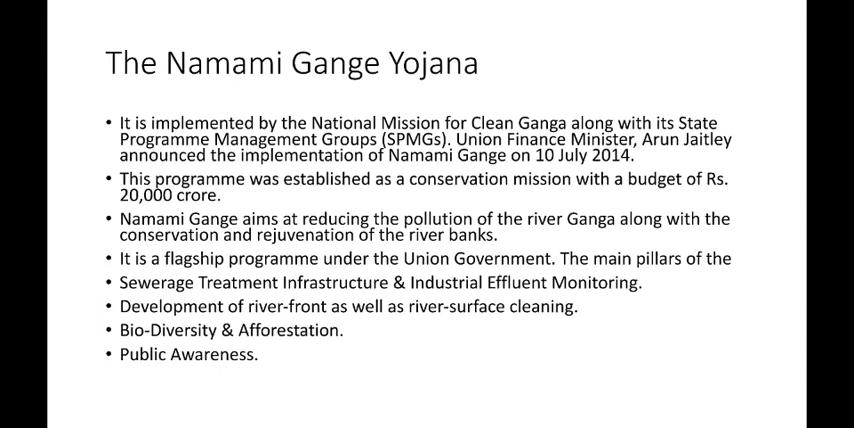 The Namami Gange Yojana
• It is implemented by the National Mission for Clean Ganga along with its State
Programme Management Groups (SPMGs). Union Finance Minister, Arun Jaitley
announced the implementation of Namami Gange on 10 July 2014.
• This programme was established as a conservation mission with a budget of Rs.
20,000 crore.
• Namami Gange aims at reducing the pollution of the river Ganga along with the
conservation and rejuvenation of the river banks.
• It is a flagship programme under the Union Government. The main pillars of the
• Sewerage Treatment Infrastructure & Industrial Effluent Monitoring.
• Development of river-front as well as river-surface cleaning.
• Bio-Diversity & Afforestation.
• Public Awareness.